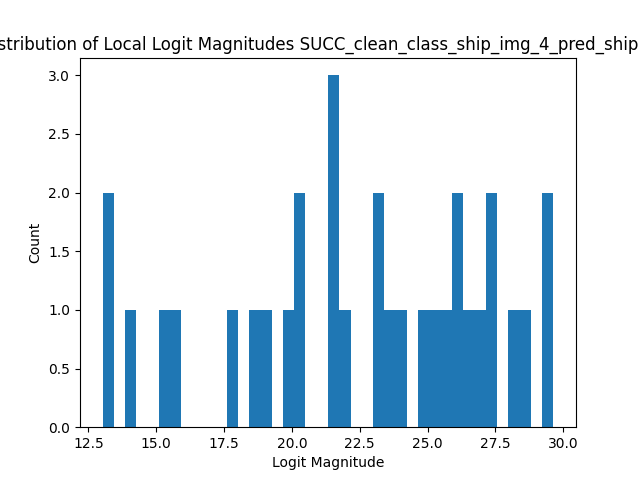 stribution of Local Logit Magnitudes SUCC_clean_class_ship_img_4_pred_ship
3.0
2.5
2.0
1.5
1.0
0.5
0.0
Count
12.5 15.0 17.5 20.0 22.5 25.0 27.5 30.0
Logit Magnitude